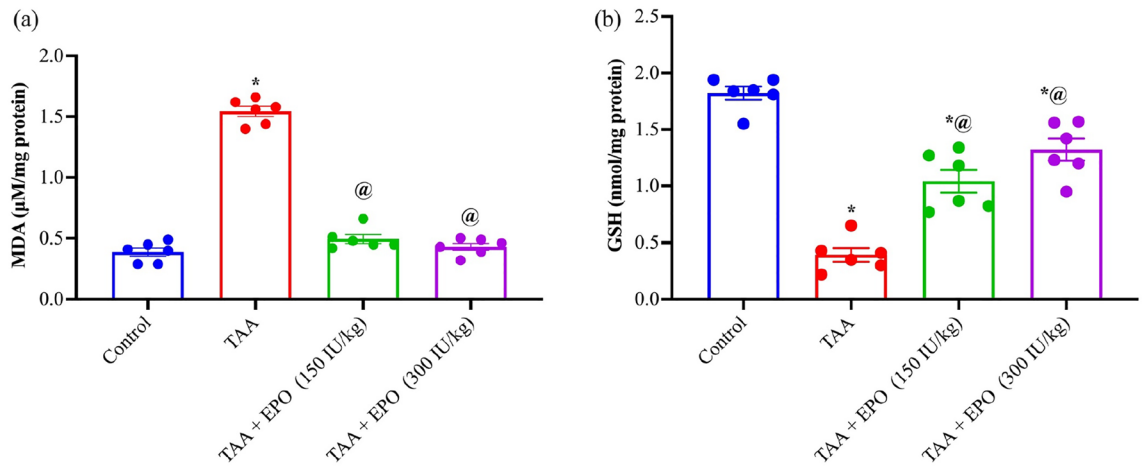 (a)
MDA (µM/mg protein)
2.0
1.5
1.0
0.5
0.0
*
@
@
Control
TAA
TAA + EPO (150 IU/kg)
TAA + EPO (300 IU/kg)
(b)
GSH (nmol/mg protein)
2.5
2.0
1.5
1.0
0.5
0.0
*
*@
*@
Control
TAA
TAA + EPO (150 IU/kg)
TAA + EPO (300 IU/kg)